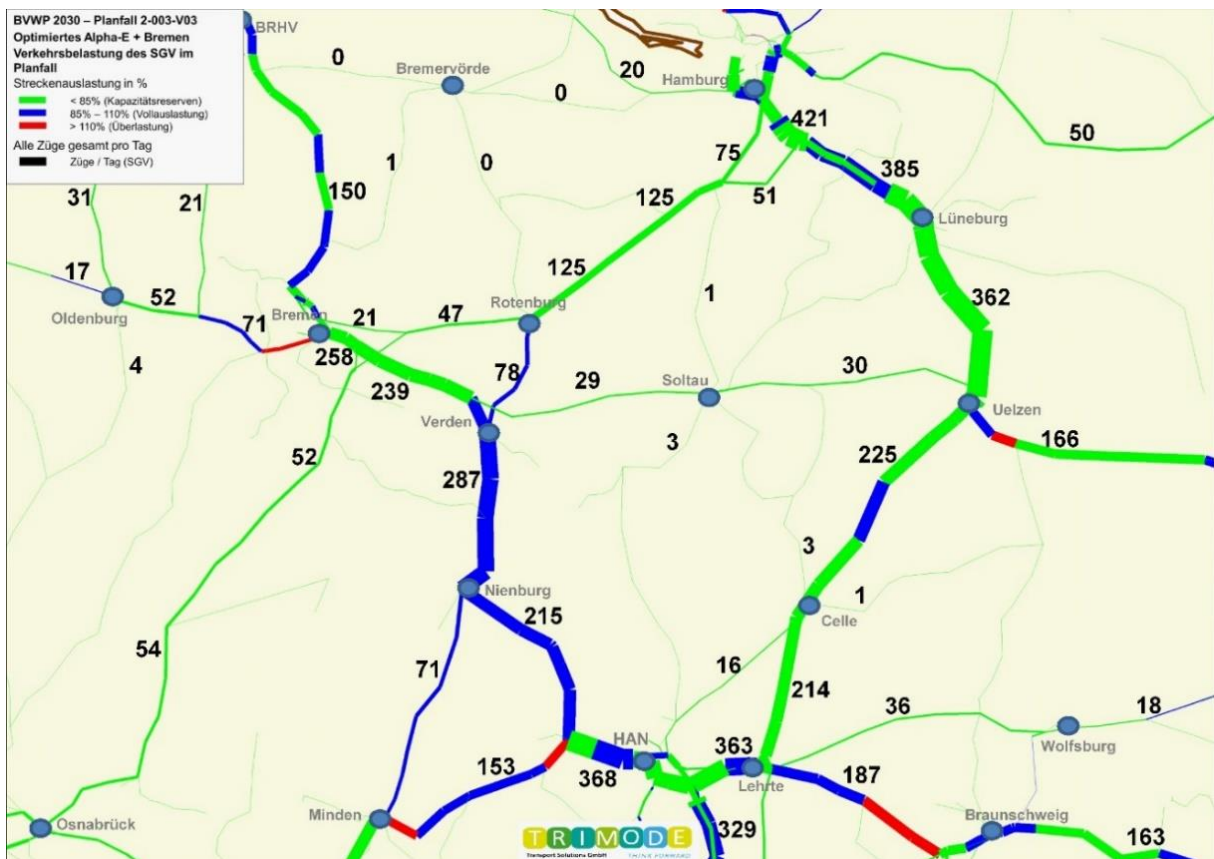 BVWP 2030 – Planfall 2-003-V03
Optimiertes Alpha-E + Bremen
Verkehrsbelastung des SGV im
Planfall
Streckenauslastung in %
< 85% (Kapazitätsreserven)
85% – 110% (Vollauslastung)
> 110% (Überlastung)
Alle Züge gesamt pro Tag
Züge / Tag (SGV)
BRHV
0
Bremervörde
20
Hamburg
0
421
50
1
0
75
150
385
31
21
125
51
Lüneburg
17
125
52
1
362
Oldenburg
71
Bremen
21
47
Rotenburg
4
258
78
29
Soltau
30
239
Uelzen
Verden
3
52
225
166
287
3
Nienburg
1
215
Celle
54
71
16
214
36
18
HAN
363
Wolfsburg
153
368
Lehrte
187
Minden
Braunschweig
Osnabrück
TRIMODE
329
163
Transport Solutions GmbH
THINK FORWARD